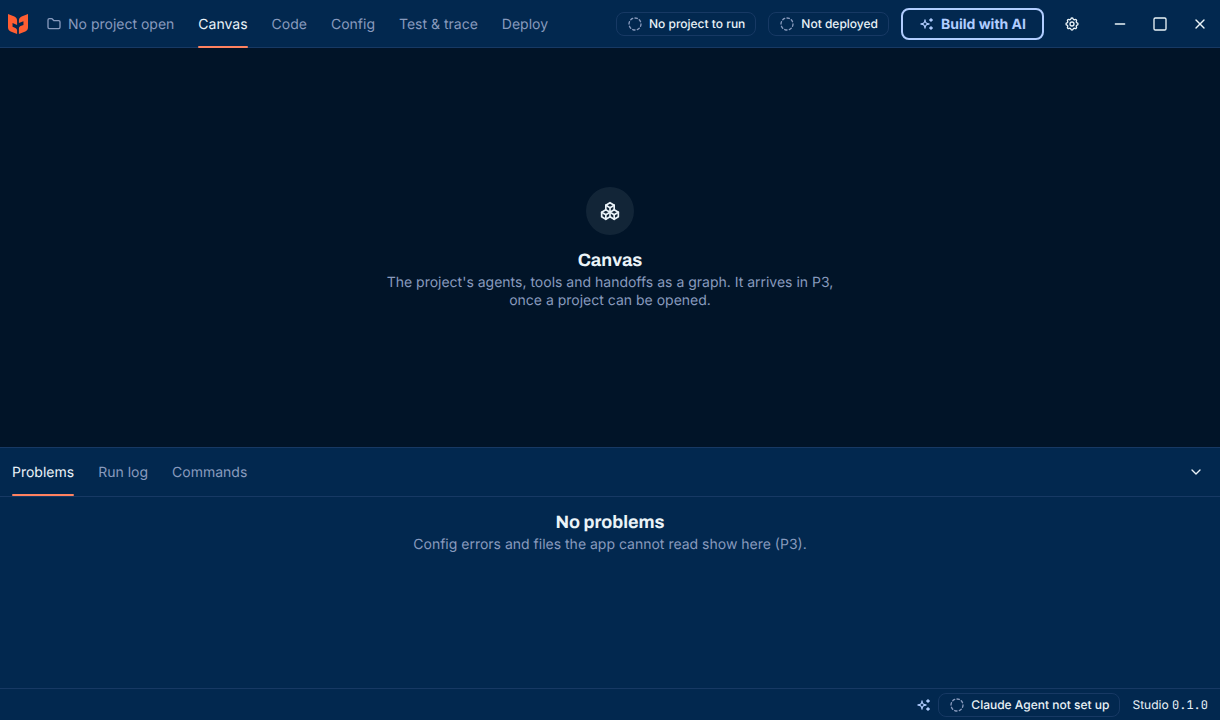 No project open
Canvas
Code
Config
Test & trace
Deploy
No project to run
Not deployed
Build with AI
Canvas
The project's agents, tools and handoffs as a graph. It arrives in P3,
once a project can be opened.
Problems
Run log
Commands
No problems
Config errors and files the app cannot read show here (P3).
Claude Agent not set up
Studio 0.1.0